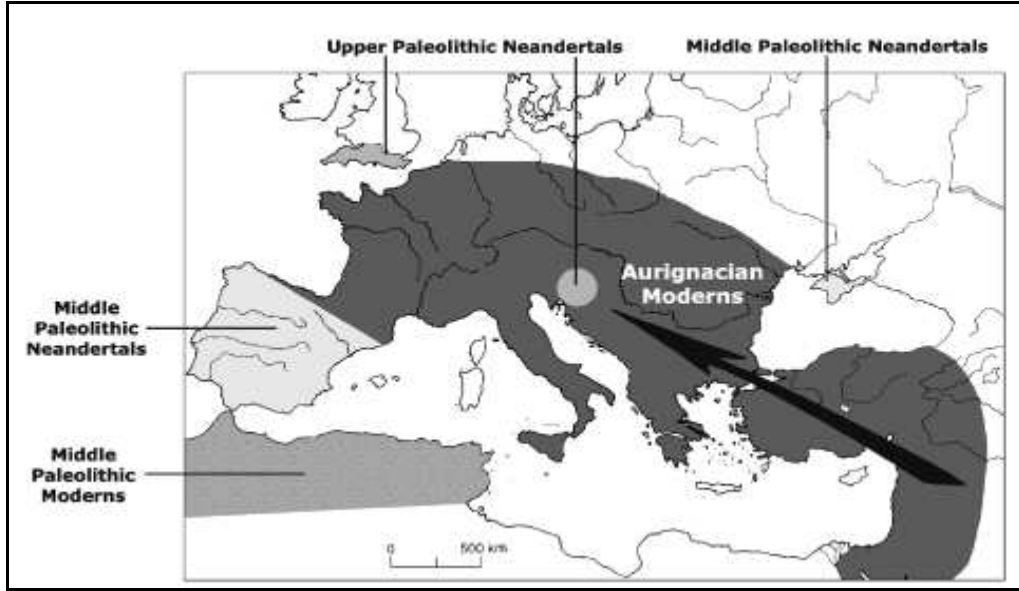 Upper Paleolithic Neandertals
Middle Paleolithic Neandertals
Aurignacian
Moderns
Middle
Paleolithic
Neandertals
Middle
Paleolithic
Moderns
0 500 km